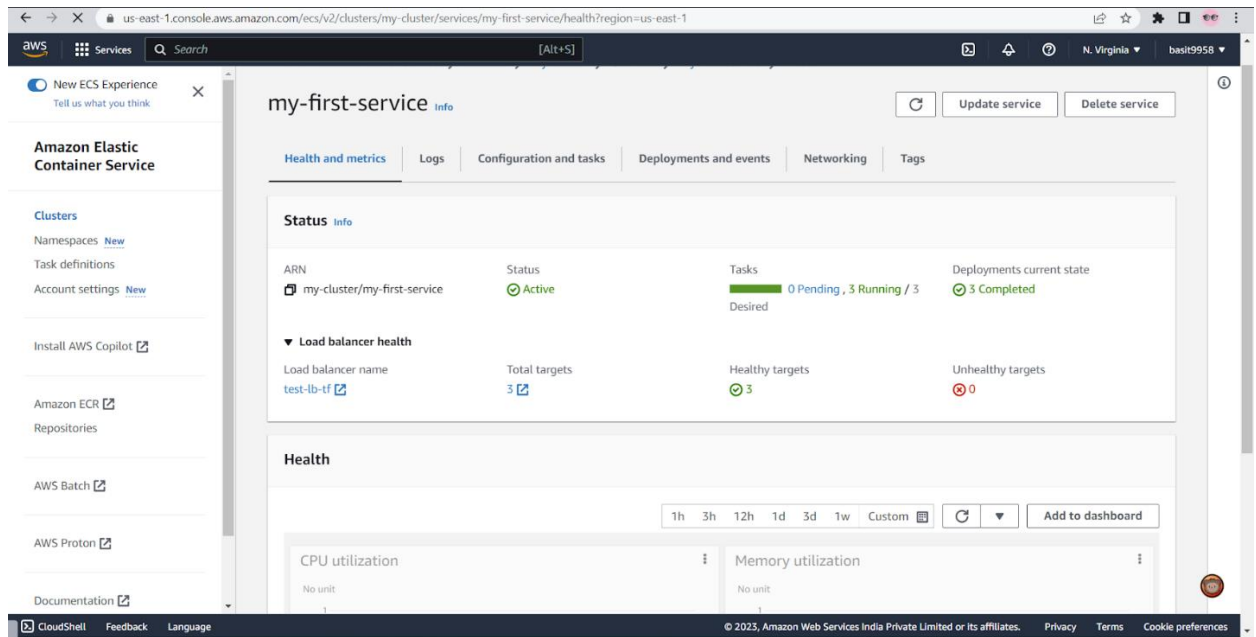 us-east-1.console.aws.amazon.com/ecs/v2/clusters/my-cluster/services/my-first-service/health?region=us-east-1
aws Services Search [Alt+S] N. Virginia ▼ basit9958 ▼
New ECS Experience
Tell us what you think
Amazon Elastic
Container Service
Clusters
Namespaces New
Task definitions
Account settings New
Install AWS Copilot
Amazon ECR
Repositories
AWS Batch
AWS Proton
Documentation
my-first-service Info
Update service Delete service
Health and metrics Logs Configuration and tasks Deployments and events Networking Tags
Status Info
ARN Status Tasks Deployments current state
my-cluster/my-first-service Active 0 Pending , 3 Running / 3 3 Completed
Desired
▼ Load balancer health
Load balancer name Total targets Healthy targets Unhealthy targets
test-lb-tf 3 3 0
Health
1h 3h 12h 1d 3d 1w Custom Add to dashboard
CPU utilization Memory utilization
No unit No unit
1 1
CloudShell Feedback Language © 2023, Amazon Web Services India Private Limited or its affiliates. Privacy Terms Cookie preferences